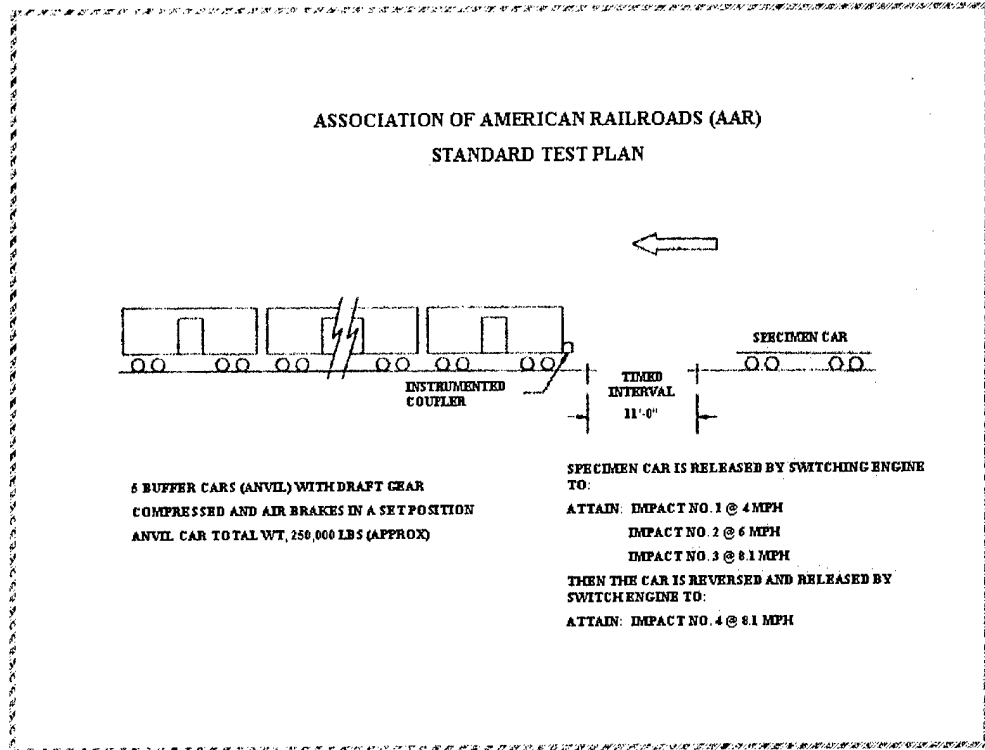 ASSOCIATION OF AMERICAN RAILROADS (AAR)
STANDARD TEST PLAN
SPECIMEN CAR
INSTRUMENTED
COUPLER
TIMED
INTERVAL
11'-0"
5 BUFFER CARS (ANVIL) WITH DRAFT GEAR
COMPRESSED AND AIR BRAKES IN A SET POSITION
ANVIL CAR TOTAL WT, 250,000 LBS (APPROX)
SPECIMEN CAR IS RELEASED BY SWITCHING ENGINE
TO:
ATTAIN: IMPACT NO. 1 @ 4 MPH
IMPACT NO. 2 @ 6 MPH
IMPACT NO. 3 @ 8.1 MPH
THEN THE CAR IS REVERSED AND RELEASED BY
SWITCH ENGINE TO:
ATTAIN: IMPACT NO. 4 @ 8.1 MPH